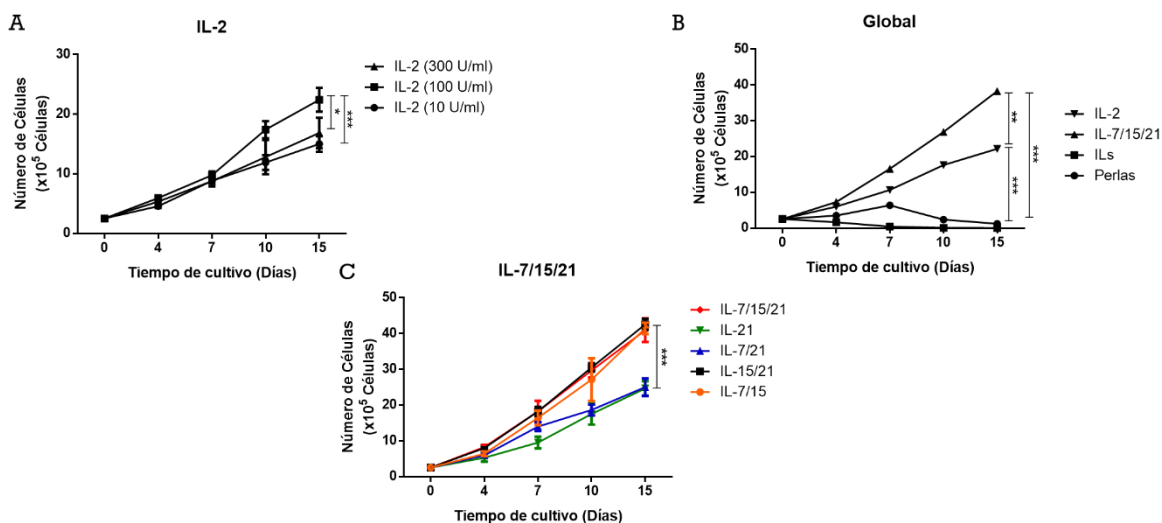 A
IL-2
Número de Células
(x10⁵ Células)
30
20
10
0
0 4 7 10 15
Tiempo de cultivo (Días)
IL-2 (300 U/ml)
IL-2 (100 U/ml)
IL-2 (10 U/ml)
*
***
B
Global
Número de Células
(x10⁵ Células)
50
40
30
20
10
0
0 4 7 10 15
Tiempo de cultivo (Días)
**
***
***
IL-2
IL-7/15/21
ILs
Perlas
C
IL-7/15/21
Número de Células
(x10⁵ Células)
50
40
30
20
10
0
0 4 7 10 15
Tiempo de cultivo (Días)
***
IL-7/15/21
IL-21
IL-7/21
IL-15/21
IL-7/15